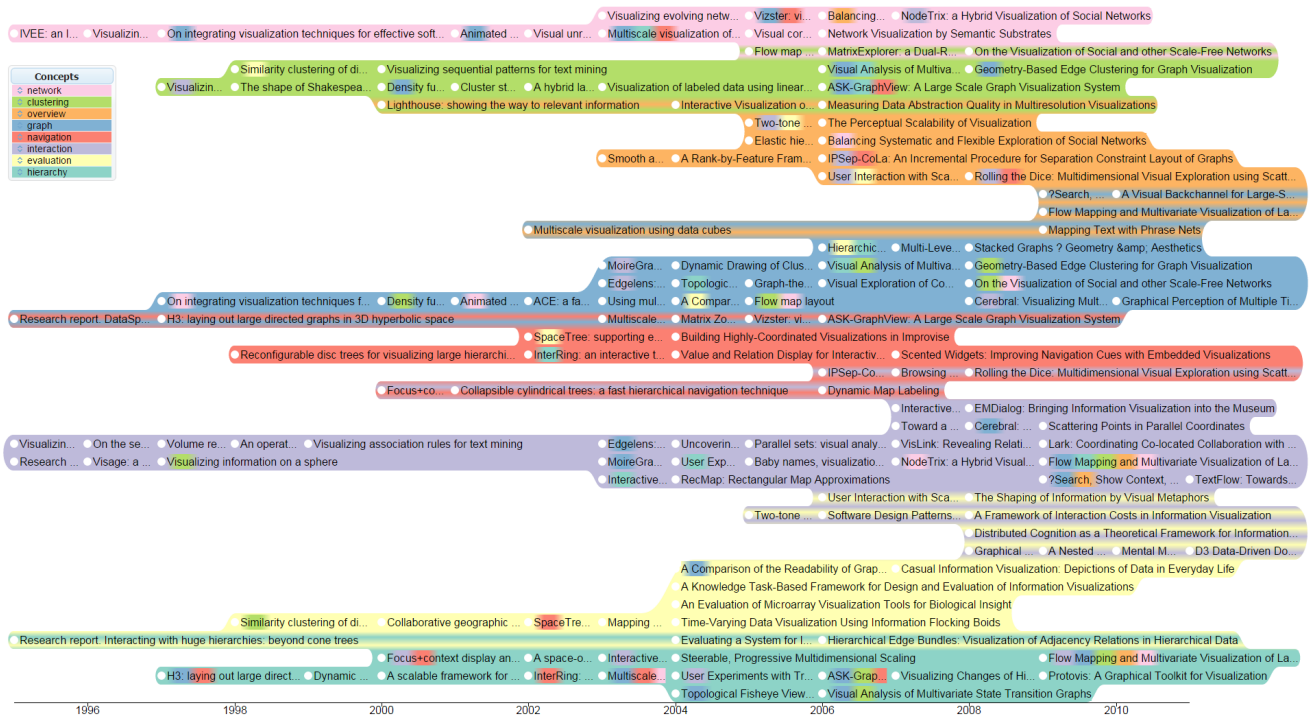 Visualizing evolving netw... Vizster: vi... Balancing... NodeTrix: a Hybrid Visualization of Social Networks
IVEE: an I... Visualizin... On integrating visualization techniques for effective soft... Animated ... Visual unr... Multiscale visualization of... Visual cor... Network Visualization by Semantic Substrates
Flow map ... MatrixExplorer: a Dual-R... On the Visualization of Social and other Scale-Free Networks
Similarity clustering of di... Visualizing sequential patterns for text mining Visual Analysis of Multiva... Geometry-Based Edge Clustering for Graph Visualization
Concepts
network
clustering
overview
graph
navigation
interaction
evaluation
hierarchy
Visualizin... The shape of Shakespea... Density fu... Cluster st... A hybrid la... Visualization of labeled data using linear... ASK-GraphView: A Large Scale Graph Visualization System
Lighthouse: showing the way to relevant information Interactive Visualization o... Measuring Data Abstraction Quality in Multiresolution Visualizations
Two-tone ... The Perceptual Scalability of Visualization
Elastic hie... Balancing Systematic and Flexible Exploration of Social Networks
Smooth a... A Rank-by-Feature Fram... IPSep-CoLa: An Incremental Procedure for Separation Constraint Layout of Graphs
User Interaction with Sca... Rolling the Dice: Multidimensional Visual Exploration using Scatt...
?Search, ... A Visual Backchannel for Large-S...
Flow Mapping and Multivariate Visualization of La...
Multiscale visualization using data cubes Mapping Text with Phrase Nets
Hierarchic... Multi-Leve... Stacked Graphs ? Geometry &amp; Aesthetics
MoireGra... Dynamic Drawing of Clus... Visual Analysis of Multiva... Geometry-Based Edge Clustering for Graph Visualization
Edgelens:... Topologic... Graph-the... Visual Exploration of Co... On the Visualization of Social and other Scale-Free Networks
On integrating visualization techniques f... Density fu... Animated ... ACE: a fa... Using mul... A Compar... Flow map layout Cerebral: Visualizing Mult... Graphical Perception of Multiple Ti...
Research report. DataSp... H3: laying out large directed graphs in 3D hyperbolic space Multiscale... Matrix Zo... Vizster: vi... ASK-GraphView: A Large Scale Graph Visualization System
SpaceTree: supporting e... Building Highly-Coordinated Visualizations in Improvise
Reconfigurable disc trees for visualizing large hierarchi... InterRing: an interactive t... Value and Relation Display for Interactiv... Scented Widgets: Improving Navigation Cues with Embedded Visualizations
IPSep-Co... Browsing ... Rolling the Dice: Multidimensional Visual Exploration using Scatt...
Focus+co... Collapsible cylindrical trees: a fast hierarchical navigation technique Dynamic Map Labeling
Interactive... EMDialog: Bringing Information Visualization into the Museum
Toward a ... Cerebral: ... Scattering Points in Parallel Coordinates
Visualizin... On the se... Volume re... An operat... Visualizing association rules for text mining Edgelens:... Uncoverin... Parallel sets: visual analy... VisLink: Revealing Relati... Lark: Coordinating Co-located Collaboration with ...
Research ... Visage: a ... Visualizing information on a sphere MoireGra... User Exp... Baby names, visualizatio... NodeTrix: a Hybrid Visual... Flow Mapping and Multivariate Visualization of La...
Interactive... RecMap: Rectangular Map Approximations ?Search, Show Context, ... TextFlow: Towards...
User Interaction with Sca... The Shaping of Information by Visual Metaphors
Two-tone ... Software Design Patterns... A Framework of Interaction Costs in Information Visualization
Distributed Cognition as a Theoretical Framework for Information...
Graphical ... A Nested ... Mental M... D3 Data-Driven Do...
A Comparison of the Readability of Grap... Casual Information Visualization: Depictions of Data in Everyday Life
A Knowledge Task-Based Framework for Design and Evaluation of Information Visualizations
An Evaluation of Microarray Visualization Tools for Biological Insight
Similarity clustering of di... Collaborative geographic ... SpaceTre... Mapping ... Time-Varying Data Visualization Using Information Flocking Boids
Research report. Interacting with huge hierarchies: beyond cone trees Evaluating a System for I... Hierarchical Edge Bundles: Visualization of Adjacency Relations in Hierarchical Data
Focus+context display an... A space-o... Interactive... Steerable, Progressive Multidimensional Scaling Flow Mapping and Multivariate Visualization of La...
H3: laying out large direct... Dynamic ... A scalable framework for ... InterRing: ... Multiscale... User Experiments with Tr... ASK-Grap... Visualizing Changes of Hi... Protovis: A Graphical Toolkit for Visualization
Topological Fisheye View... Visual Analysis of Multivariate State Transition Graphs
1996 1998 2000 2002 2004 2006 2008 2010